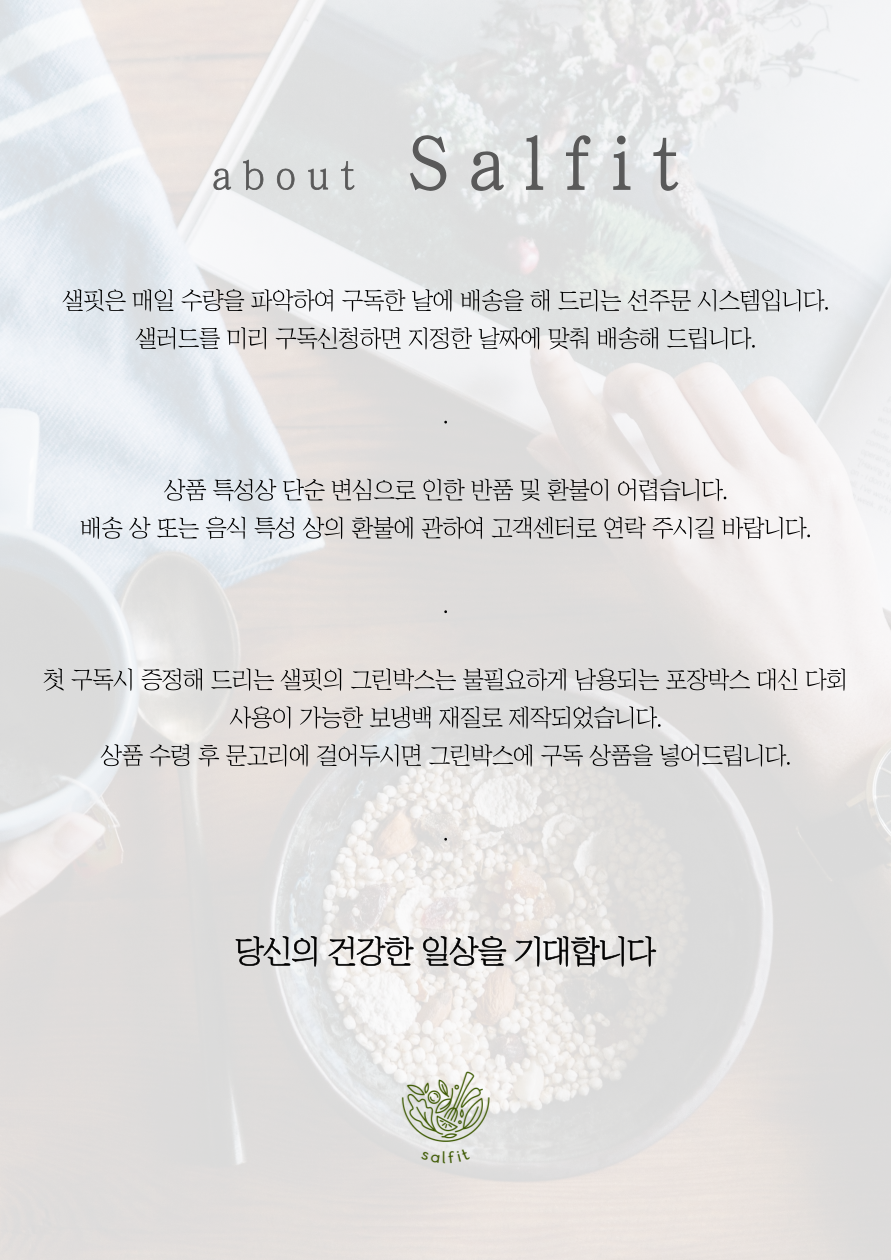 about Salfit
샐핏은 매일 수량을 파악하여 구독한 날에 배송을 해 드리는 선주문 시스템입니다.
샐러드를 미리 구독신청하면 지정한 날짜에 맞춰 배송해 드립니다.
.
상품 특성상 단순 변심으로 인한 반품 및 환불이 어렵습니다.
배송 상 또는 음식 특성 상의 환불에 관하여 고객센터로 연락 주시길 바랍니다.
.
첫 구독시 증정해 드리는 샐핏의 그린박스는 불필요하게 남용되는 포장박스 대신 다회
사용이 가능한 보냉백 재질로 제작되었습니다.
상품 수령 후 문고리에 걸어두시면 그린박스에 구독 상품을 넣어드립니다.
.
당신의 건강한 일상을 기대합니다
salfit